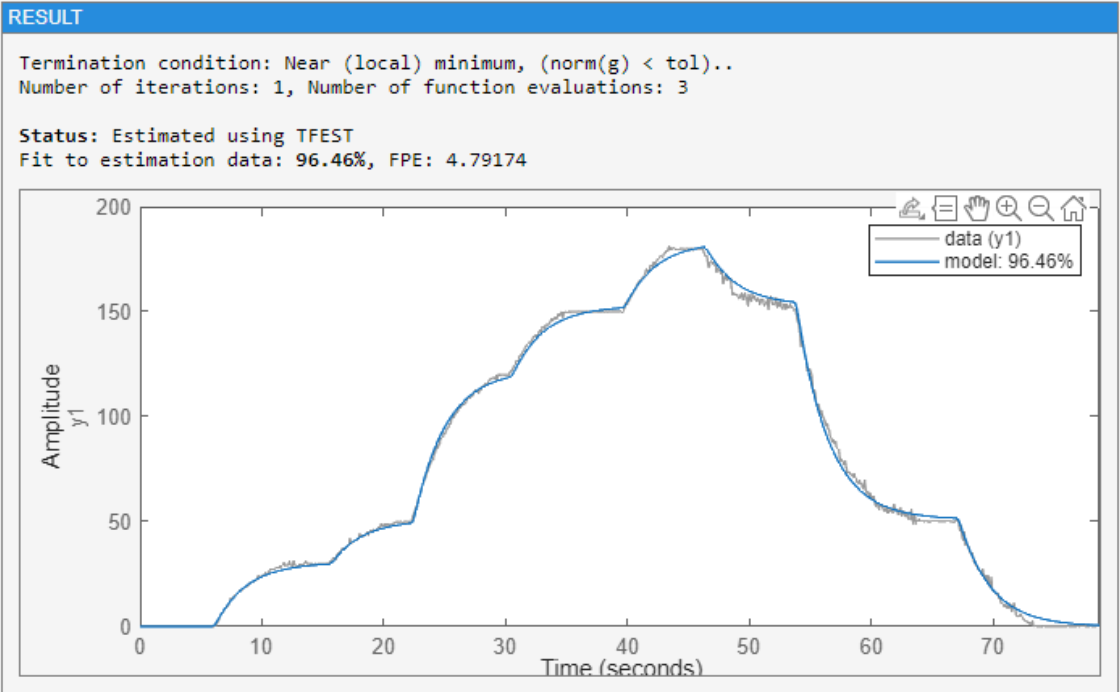 RESULT
Termination condition: Near (local) minimum, (norm(g) < tol)..
Number of iterations: 1, Number of function evaluations: 3
Status: Estimated using TFEST
Fit to estimation data: 96.46%, FPE: 4.79174
200
150
100
50
0
Amplitude
y1
data (y1)
model: 96.46%
0 10 20 30 40 50 60 70
Time (seconds)